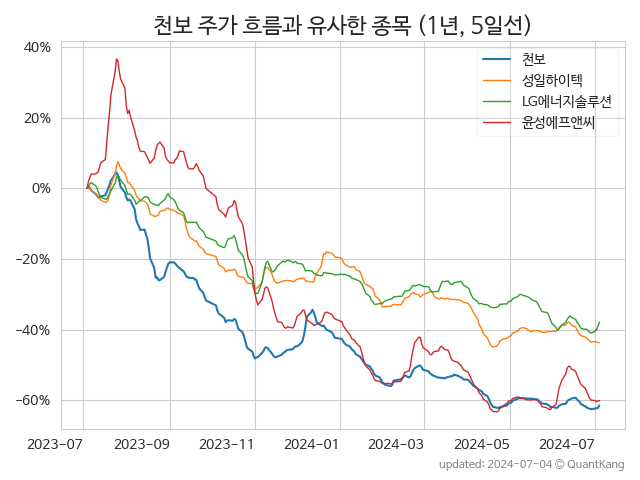 천보 주가 흐름과 유사한 종목 (1년, 5일선)
40%
20%
0%
−20%
−40%
−60%
천보
성일하이텍
LG에너지솔루션
윤성에프앤씨
2023-07
2023-09
2023-11
2024-01
2024-03
2024-05
2024-07
updated: 2024-07-04 @ QuantKang